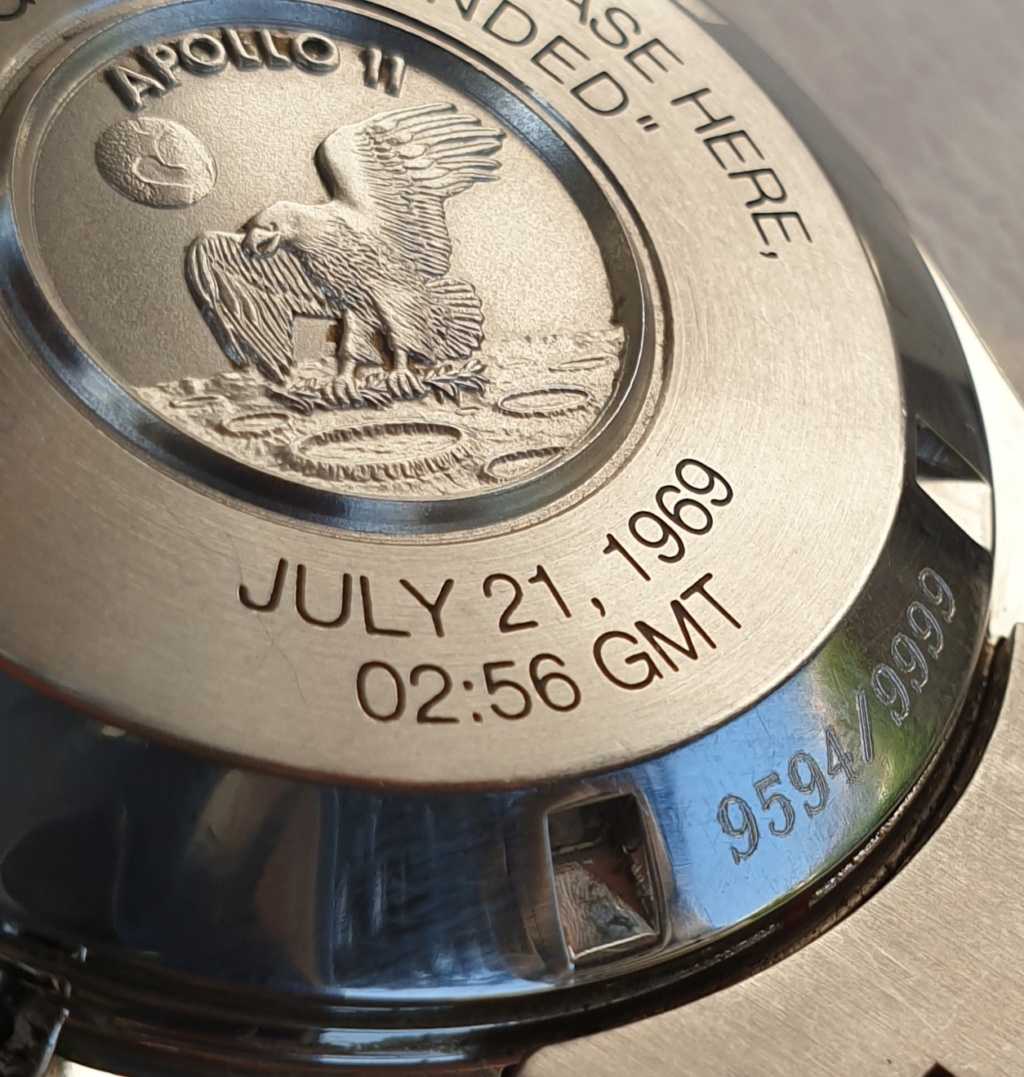 APOLLO 11
ASE HERE,
NDED"
JULY 21, 1969
02:56 GMT
9594/9999